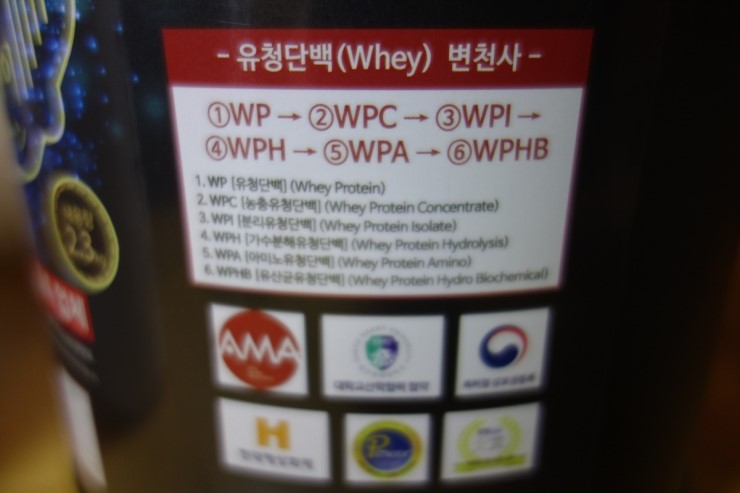 - 유청단백(Whey) 변천사 -
①WP → ②WPC → ③WPI →
④WPH → ⑤WPA → ⑥WPHB
1. WP [유청단백] (Whey Protein)
2. WPC [농충유청단백] (Whey Protein Concentrate)
3. WPI [분리유청단백] (Whey Protein Isolate)
4. WPH [가수분해유청단백] (Whey Protein Hydrolysis)
5. WPA [아미노유청단백] (Whey Protein Amino)
6. WPHB [유산균유청단백] (Whey Protein Hydro Biochemical)
2.3
AMA